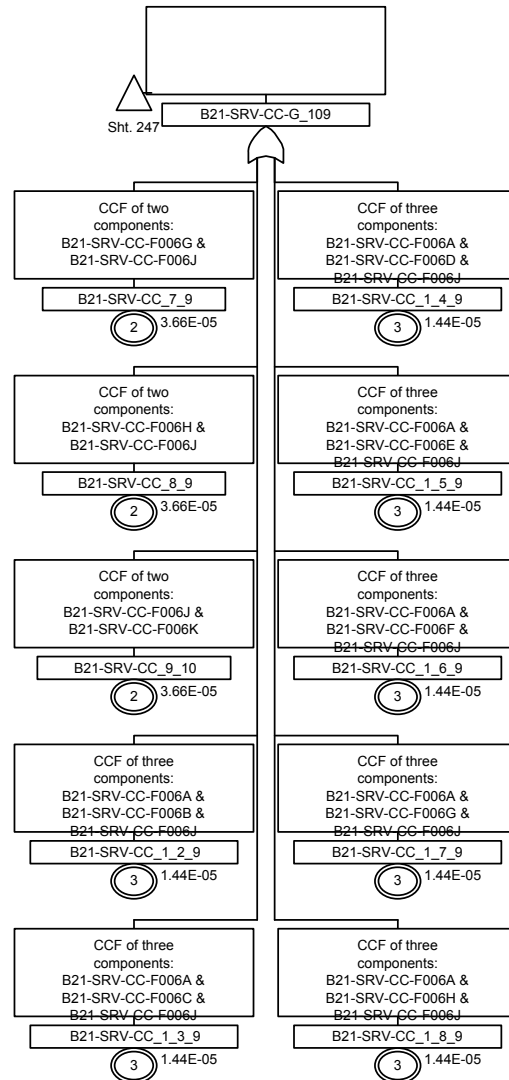 B21-SRV-CC-G_109
Sht. 247
CCF of two
components:
B21-SRV-CC-F006G &
B21-SRV-CC-F006J
B21-SRV-CC_7_9
2
3.66E-05
CCF of three
components:
B21-SRV-CC-F006A &
B21-SRV-CC-F006D &
B21-SRV-CC-F006J
B21-SRV-CC_1_4_9
3
1.44E-05
CCF of two
components:
B21-SRV-CC-F006H &
B21-SRV-CC-F006J
B21-SRV-CC_8_9
2
3.66E-05
CCF of three
components:
B21-SRV-CC-F006A &
B21-SRV-CC-F006E &
B21-SRV-CC-F006J
B21-SRV-CC_1_5_9
3
1.44E-05
CCF of two
components:
B21-SRV-CC-F006J &
B21-SRV-CC-F006K
B21-SRV-CC_9_10
2
3.66E-05
CCF of three
components:
B21-SRV-CC-F006A &
B21-SRV-CC-F006F &
B21-SRV-CC-F006J
B21-SRV-CC_1_6_9
3
1.44E-05
CCF of three
components:
B21-SRV-CC-F006A &
B21-SRV-CC-F006B &
B21-SRV-CC-F006J
B21-SRV-CC_1_2_9
3
1.44E-05
CCF of three
components:
B21-SRV-CC-F006A &
B21-SRV-CC-F006G &
B21-SRV-CC-F006J
B21-SRV-CC_1_7_9
3
1.44E-05
CCF of three
components:
B21-SRV-CC-F006A &
B21-SRV-CC-F006C &
B21-SRV-CC-F006J
B21-SRV-CC_1_3_9
3
1.44E-05
CCF of three
components:
B21-SRV-CC-F006A &
B21-SRV-CC-F006H &
B21-SRV-CC-F006J
B21-SRV-CC_1_8_9
3
1.44E-05